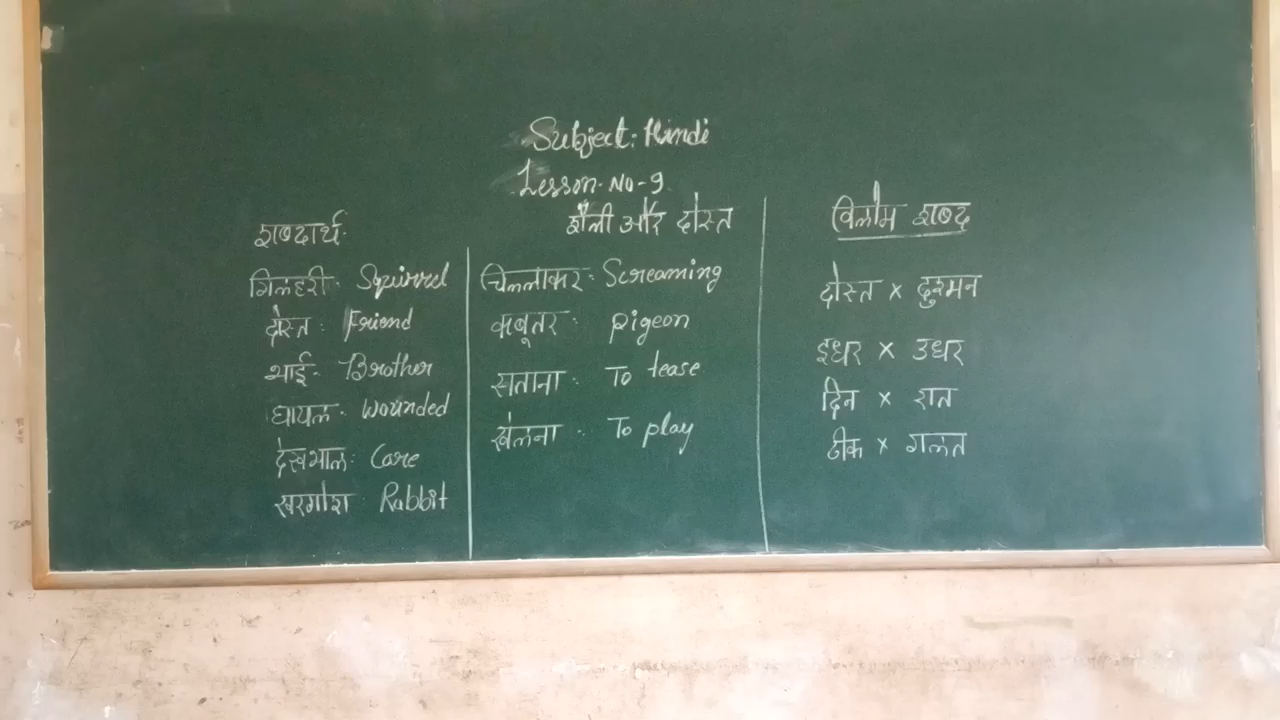 Subject: Hindi
Lesson-No-9
शैली और दोस्त
शब्दार्थ:
गिलहरी: Squirrel
दोस्त: Friend
भाई- Brother
घायल- Wounded
देखभाल: Care
खरगोश: Rabbit
चिल्लाकर: Screaming
कबूतर: pigeon
सताना: To tease
खेलना: To play
विलोम शब्द
दोस्त × दुश्मन
इधर × उधर
दिन × रात
ठीक × गलत